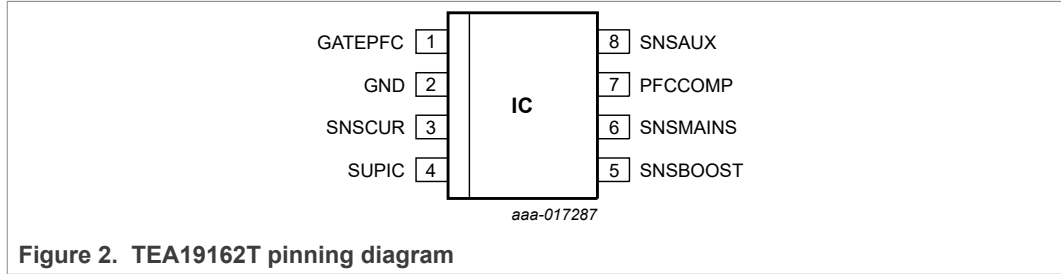 GATEPFC 1 8 SNSAUX
GND 2 7 PFCCOMP
IC
SNSCUR 3 6 SNSMAINS
SUPIC 4 5 SNSBOOST
aaa-017287
Figure 2. TEA19162T pinning diagram